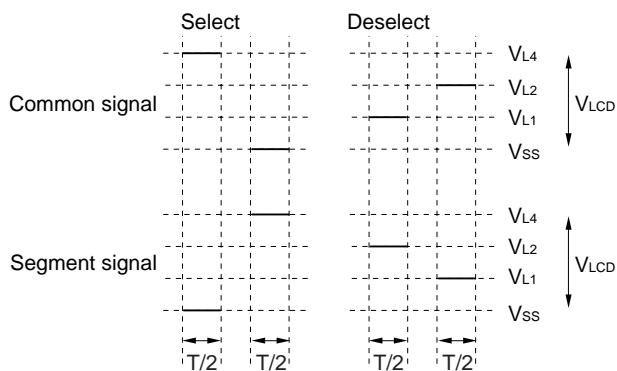 Select Deselect
VL4
VL2
Common signal VLCD
VL1
VSS
VL4
VL2
Segment signal VLCD
VL1
VSS
T/2 T/2 T/2 T/2